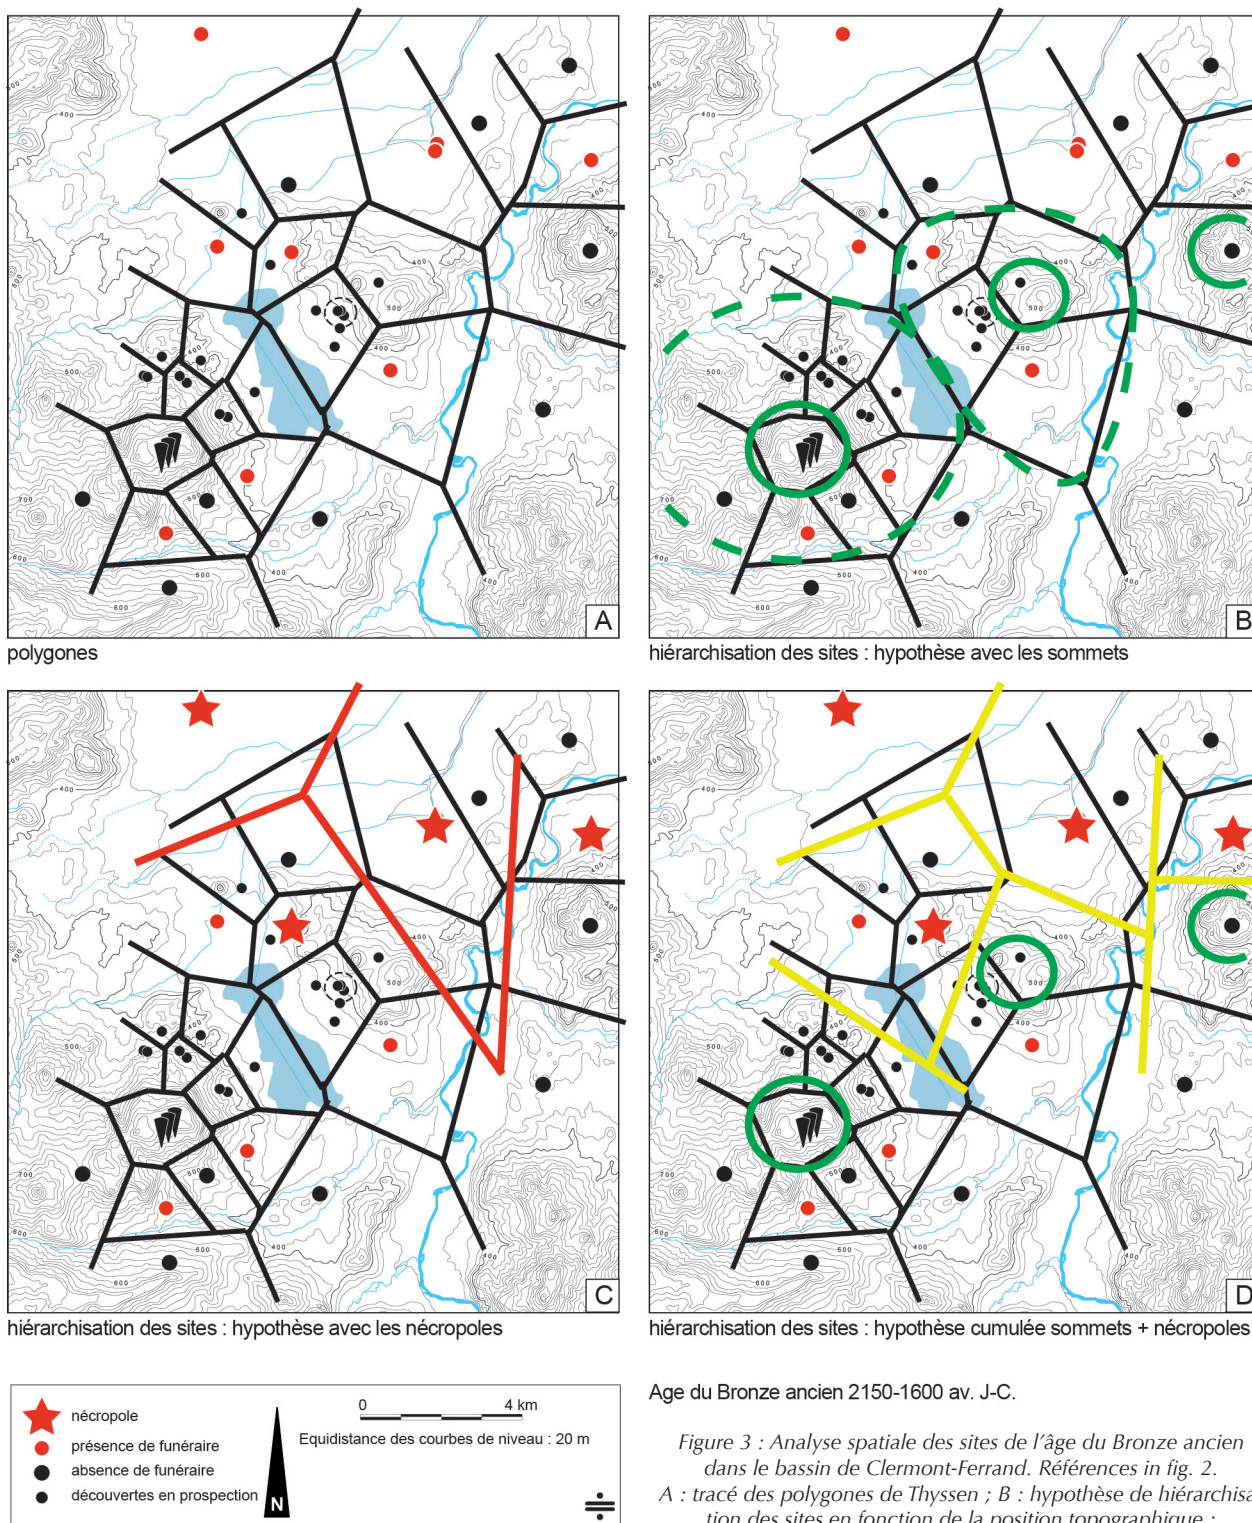 A
polygones
B
hiérarchisation des sites : hypothèse avec les sommets
C
hiérarchisation des sites : hypothèse avec les nécropoles
D
hiérarchisation des sites : hypothèse cumulée sommets + nécropoles
nécropole
présence de funéraire
absence de funéraire
découvertes en prospection
N
0 4 km
Equidistance des courbes de niveau : 20 m
Age du Bronze ancien 2150-1600 av. J-C.
Figure 3 : Analyse spatiale des sites de l'âge du Bronze ancien
dans le bassin de Clermont-Ferrand. Références in fig. 2.
A : tracé des polygones de Thyssen ; B : hypothèse de hiérarchisa
tion des sites en fonction de la position topographique ;